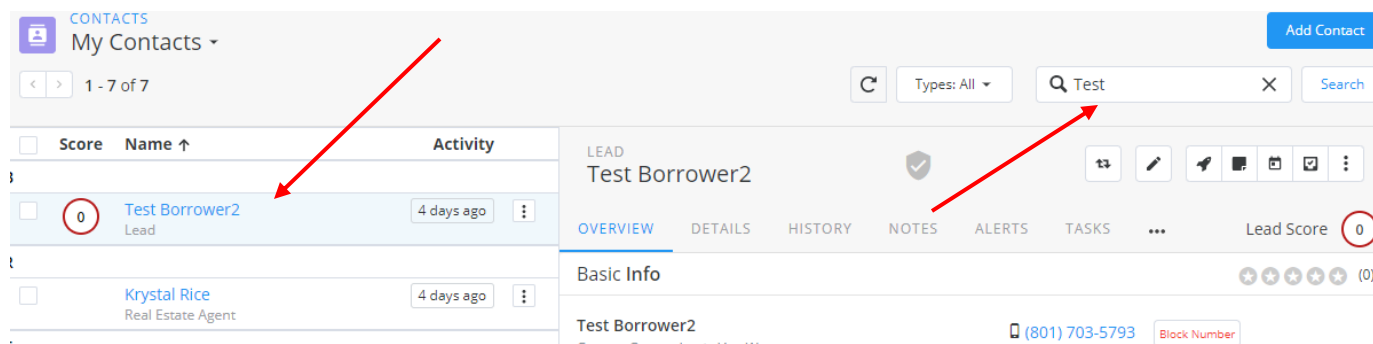 CONTACTS
My Contacts
Add Contact
1 - 7 of 7
Types: All
Test
Search
Score Name ↑ Activity
B
0 Test Borrower2 4 days ago
Lead
R
Krystal Rice 4 days ago
Real Estate Agent
LEAD
Test Borrower2
OVERVIEW DETAILS HISTORY NOTES ALERTS TASKS ••• Lead Score 0
Basic Info (0)
Test Borrower2 (801) 703-5793 Block Number